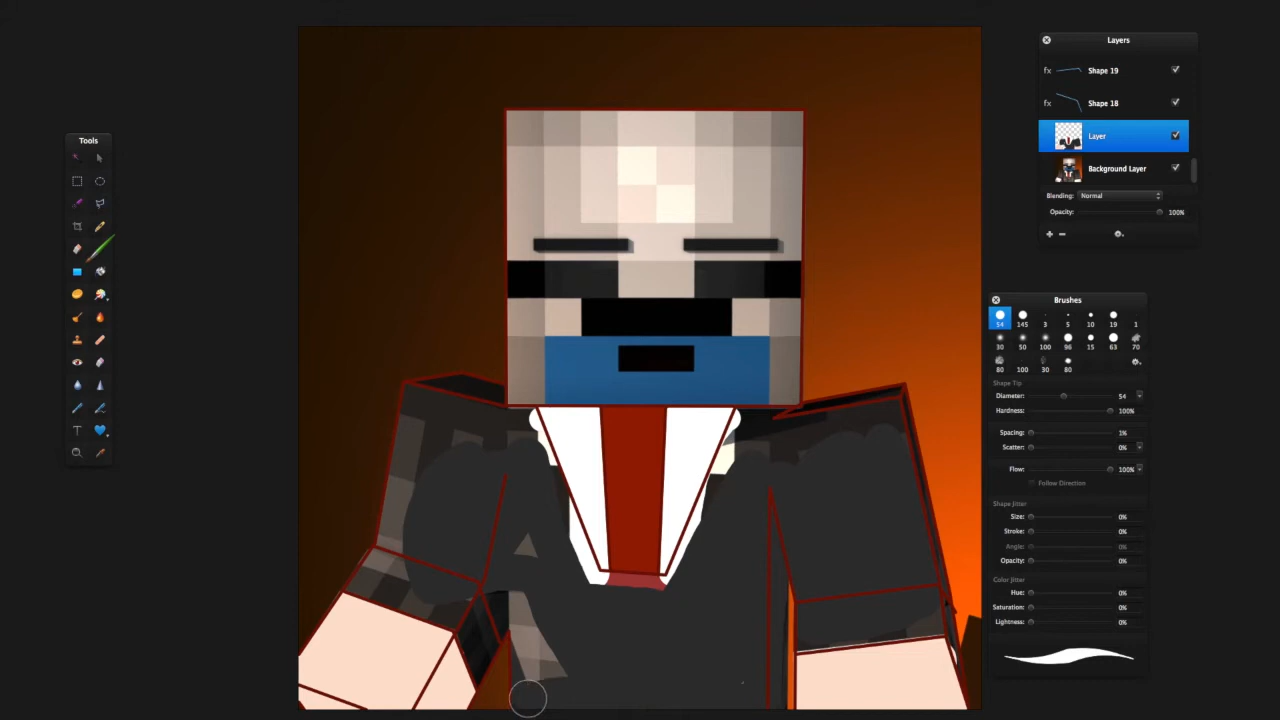 Tools
Layers
fx Shape 19
fx Shape 18
Layer
Background Layer
Blending: Normal
Opacity: 100%
Brushes
54 145 3 5 10 19 1
30 50 100 96 15 63 70
80 100 30 80
Shape Tip
Diameter: 54
Hardness: 100%
Spacing: 1%
Scatter: 0%
Flow: 100%
Follow Direction
Shape Jitter
Size: 0%
Stroke: 0%
Angle: 0%
Opacity: 0%
Color Jitter
Hue: 0%
Saturation: 0%
Lightness: 0%